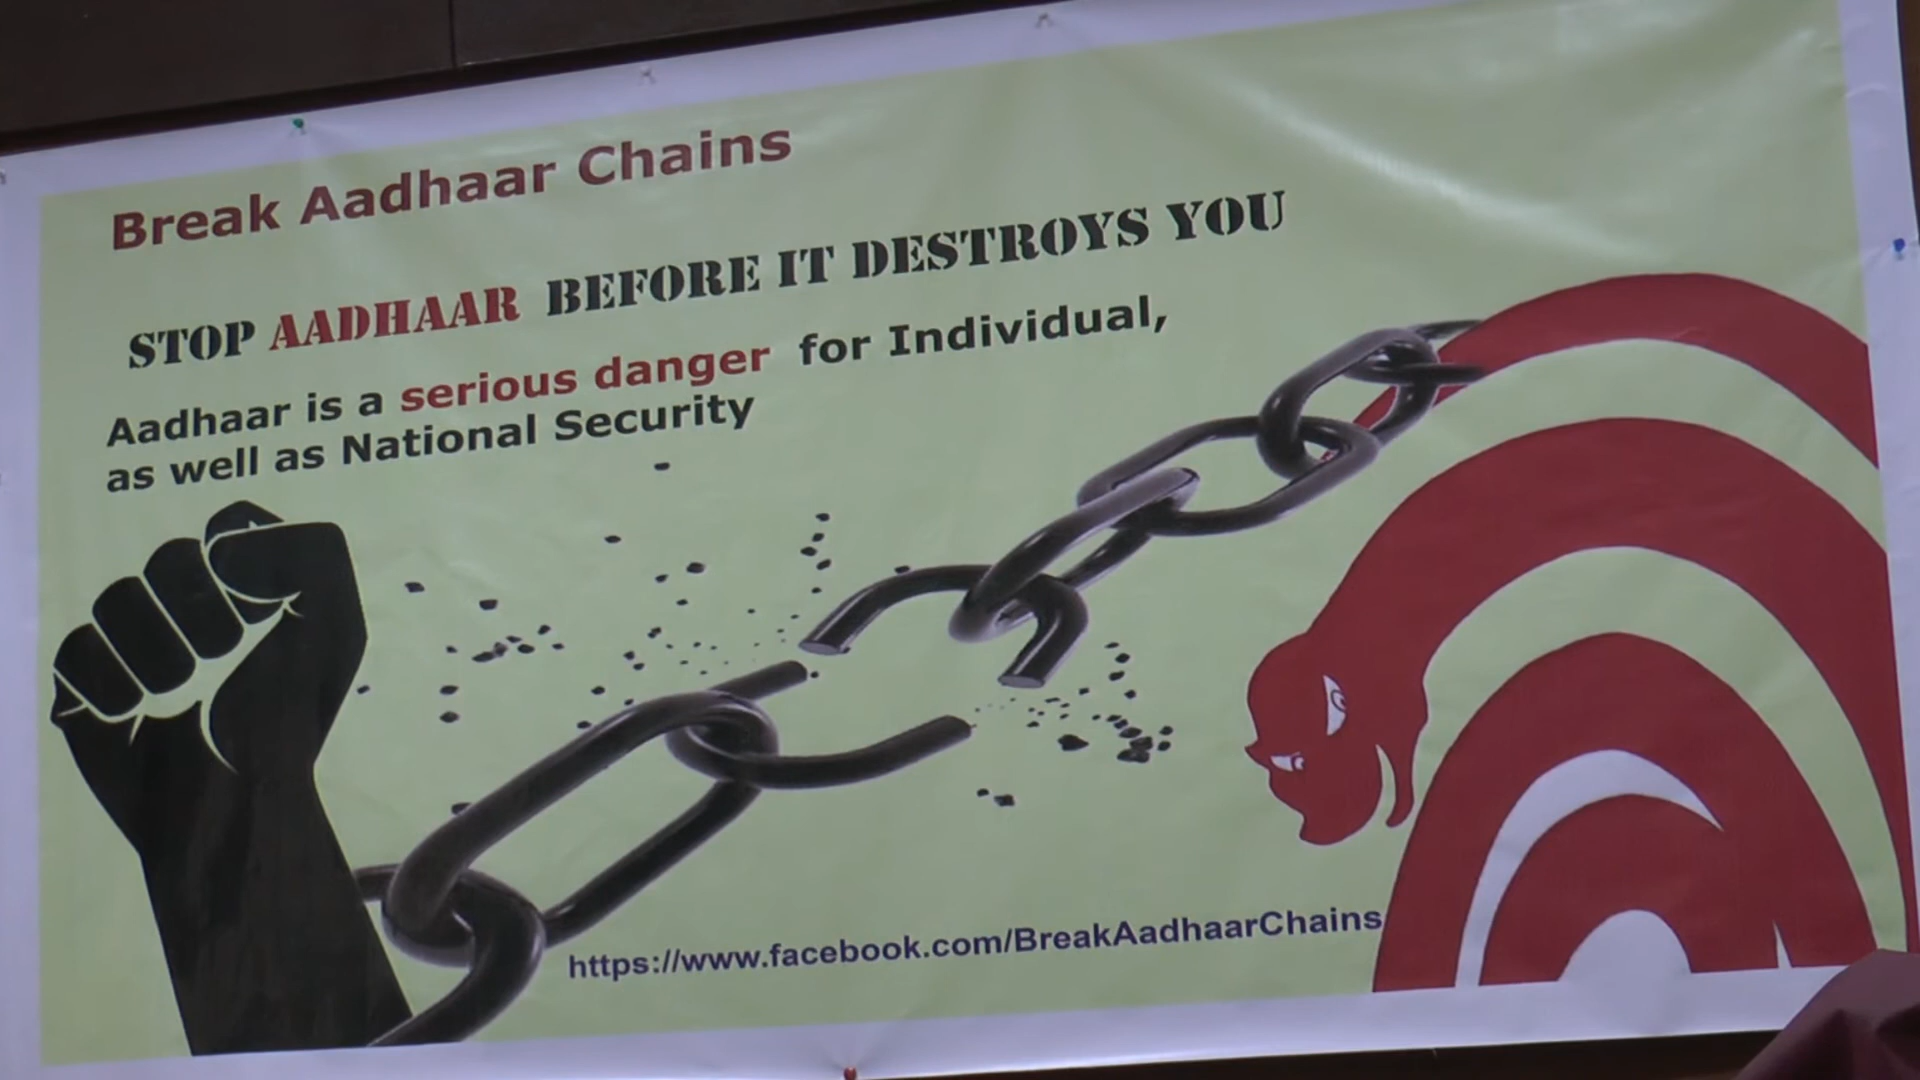 Break Aadhaar Chains
STOP AADHAAR BEFORE IT DESTROYS YOU
Aadhaar is a serious danger for Individual,
as well as National Security
https://www.facebook.com/BreakAadhaarChains